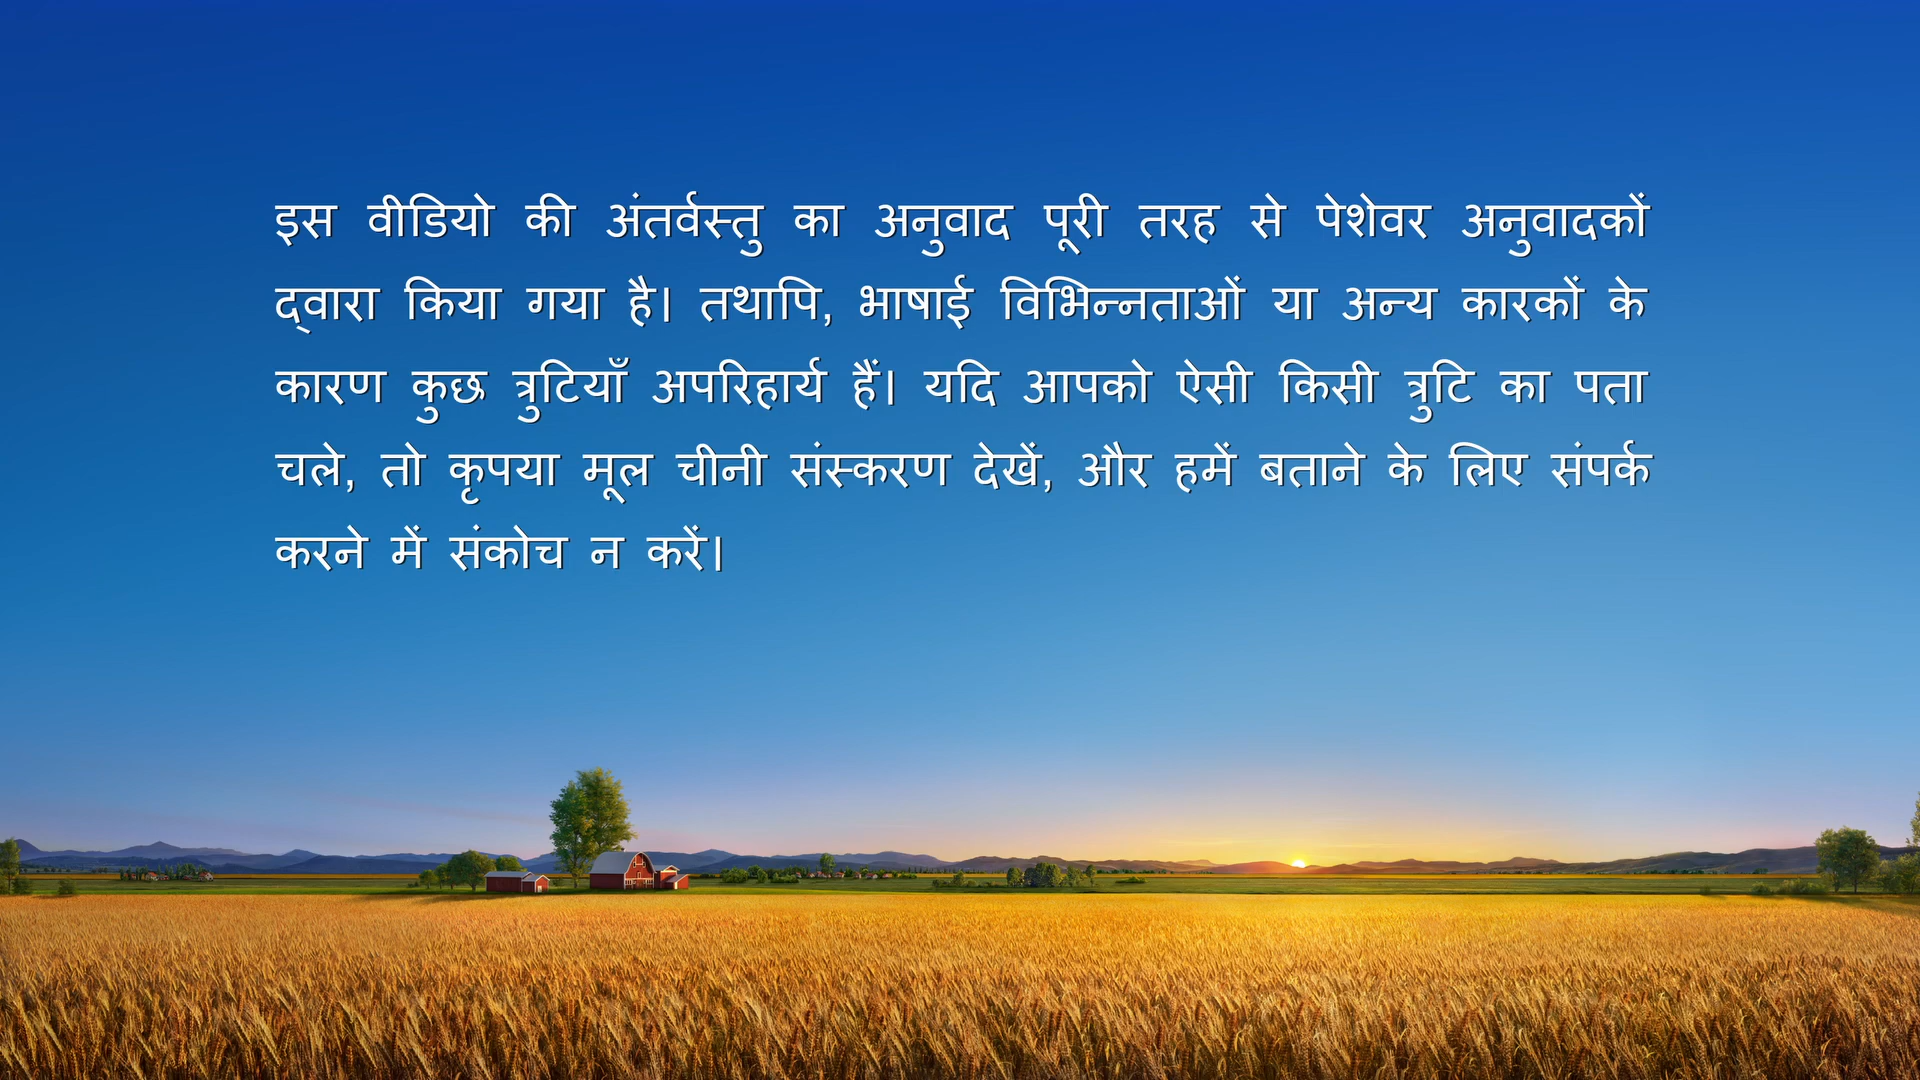 इस वीडियो की अंतर्वस्तु का अनुवाद पूरी तरह से पेशेवर अनुवादकों
द्वारा किया गया है। तथापि, भाषाई विभिन्नताओं या अन्य कारकों के
कारण कुछ त्रुटियाँ अपरिहार्य हैं। यदि आपको ऐसी किसी त्रुटि का पता
चले, तो कृपया मूल चीनी संस्करण देखें, और हमें बताने के लिए संपर्क
करने में संकोच न करें।